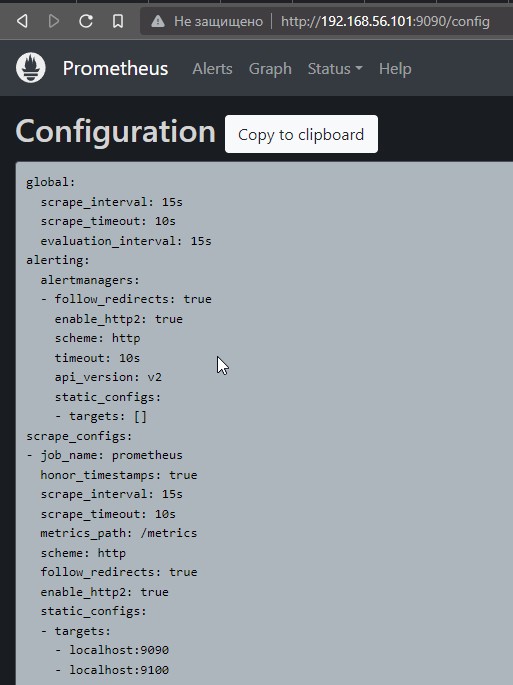 Не защищено http://192.168.56.101:9090/config
Prometheus Alerts Graph Status Help
Configuration Copy to clipboard
global:
  scrape_interval: 15s
  scrape_timeout: 10s
  evaluation_interval: 15s
alerting:
  alertmanagers:
  - follow_redirects: true
    enable_http2: true
    scheme: http
    timeout: 10s
    api_version: v2
    static_configs:
    - targets: []
scrape_configs:
- job_name: prometheus
  honor_timestamps: true
  scrape_interval: 15s
  scrape_timeout: 10s
  metrics_path: /metrics
  scheme: http
  follow_redirects: true
  enable_http2: true
  static_configs:
  - targets:
    - localhost:9090
    - localhost:9100